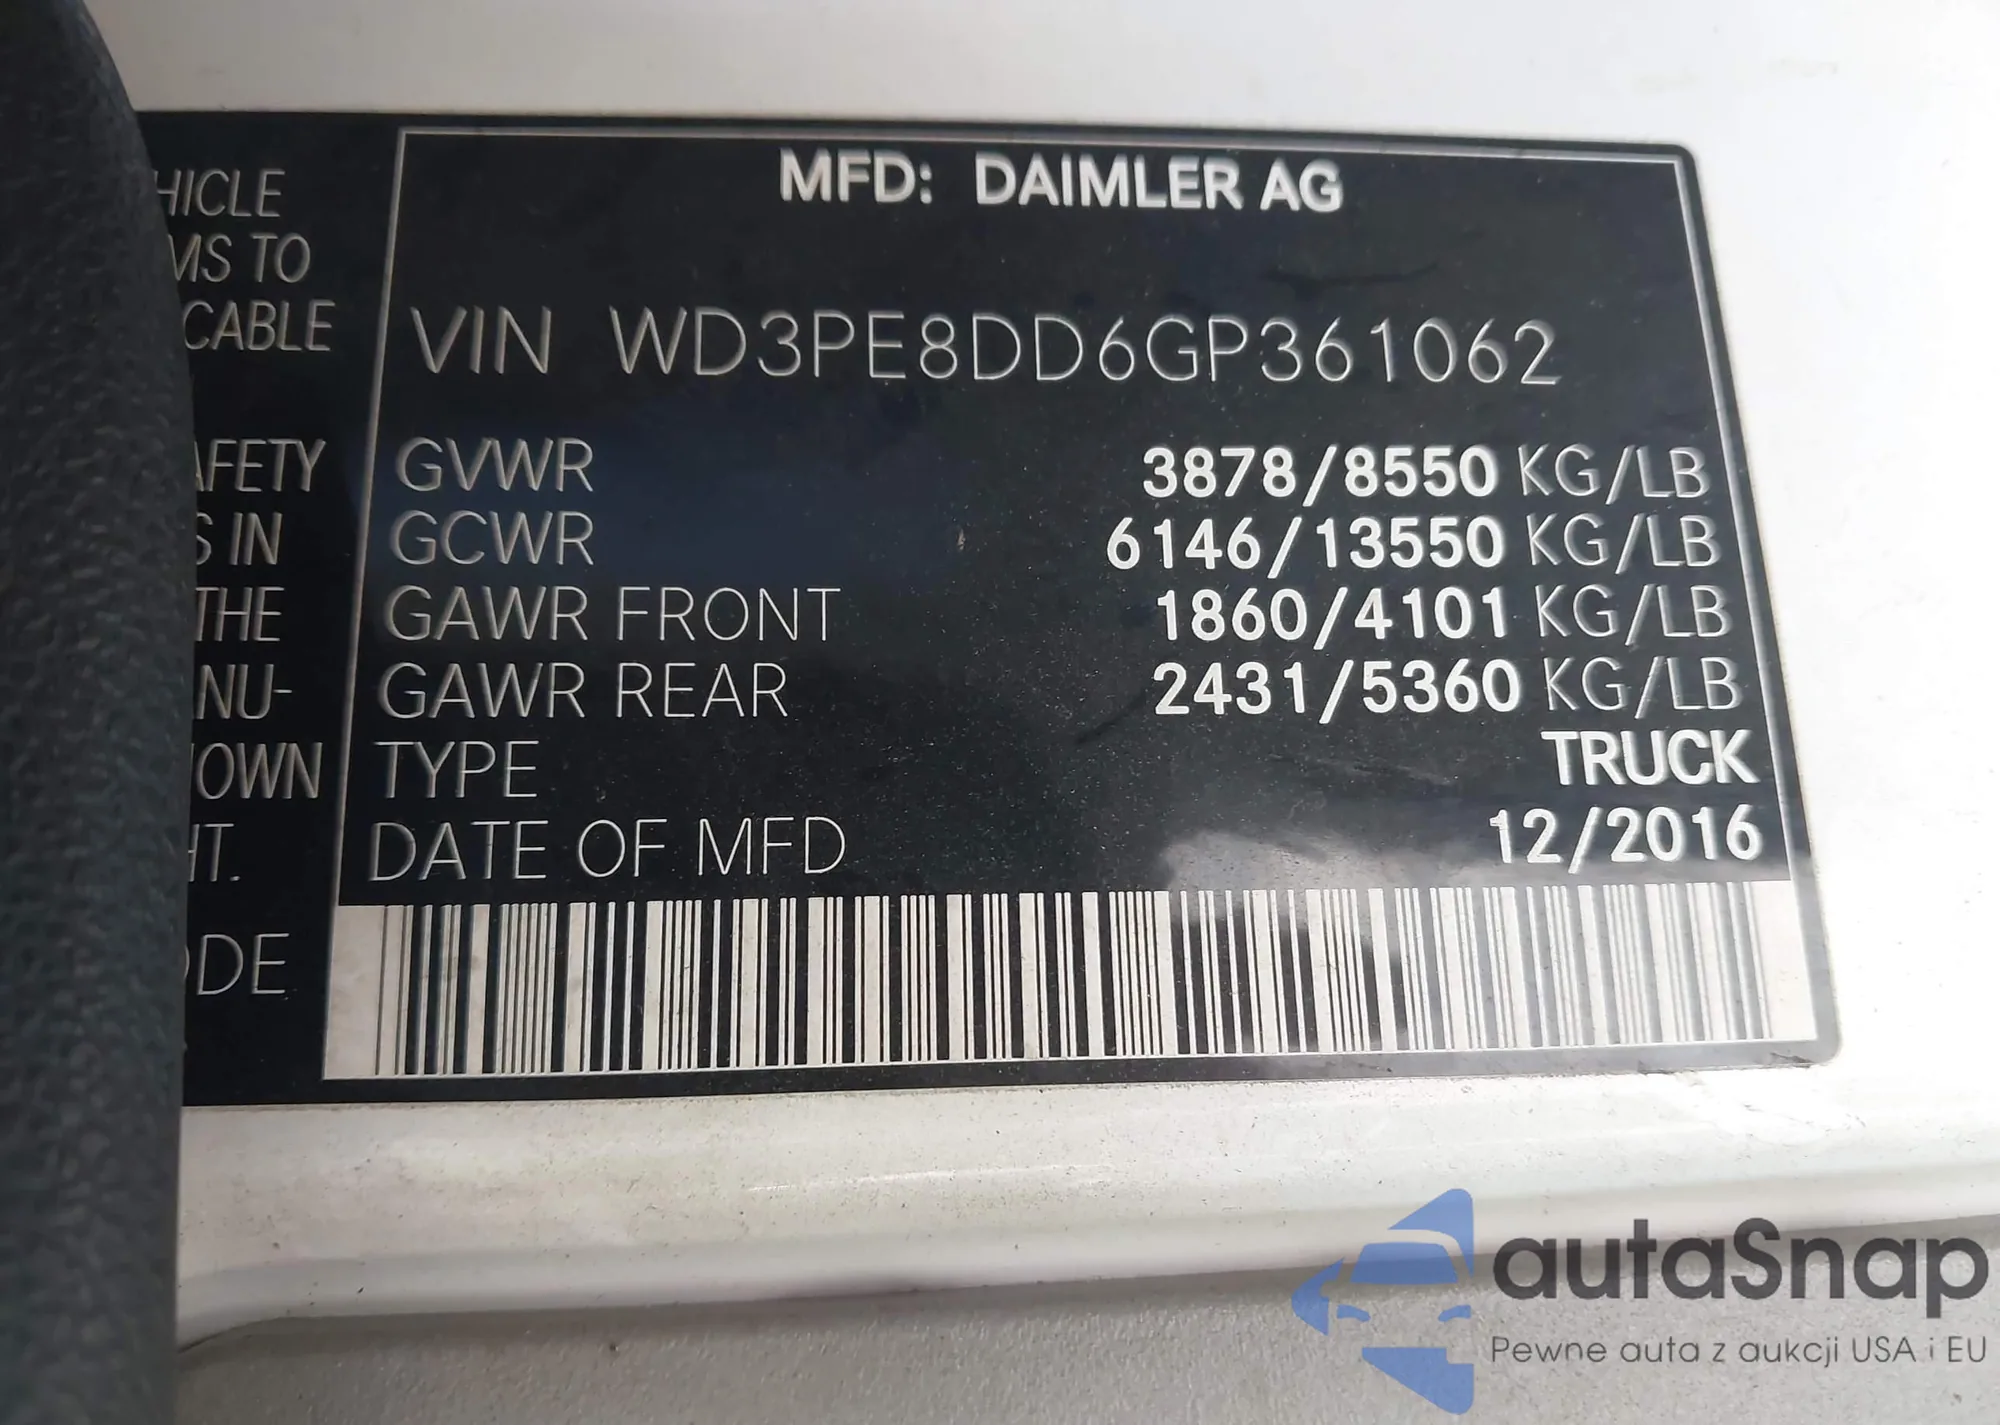 HICLE
MS TO
CABLE
AFETY
S IN
THE
NU-
OWN
HT.
ODE
MFD: DAIMLER AG
VIN WD3PE8DD6GP361062
GVWR 3878/8550 KG/LB
GCWR 6146/13550 KG/LB
GAWR FRONT 1860/4101 KG/LB
GAWR REAR 2431/5360 KG/LB
TYPE TRUCK
DATE OF MFD 12/2016
autaSnap
Pewne auta z aukcji USA i EU